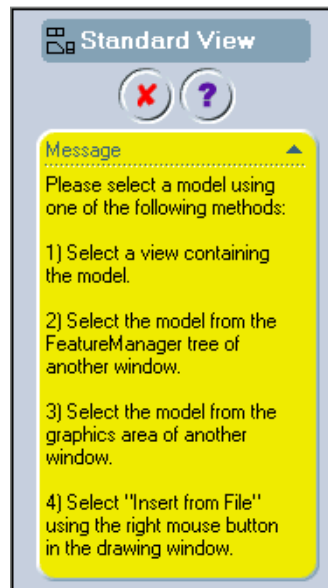 Standard View
Message
Please select a model using
one of the following methods:
1) Select a view containing
the model.
2) Select the model from the
FeatureManager tree of
another window.
3) Select the model from the
graphics area of another
window.
4) Select "Insert from File"
using the right mouse button
in the drawing window.